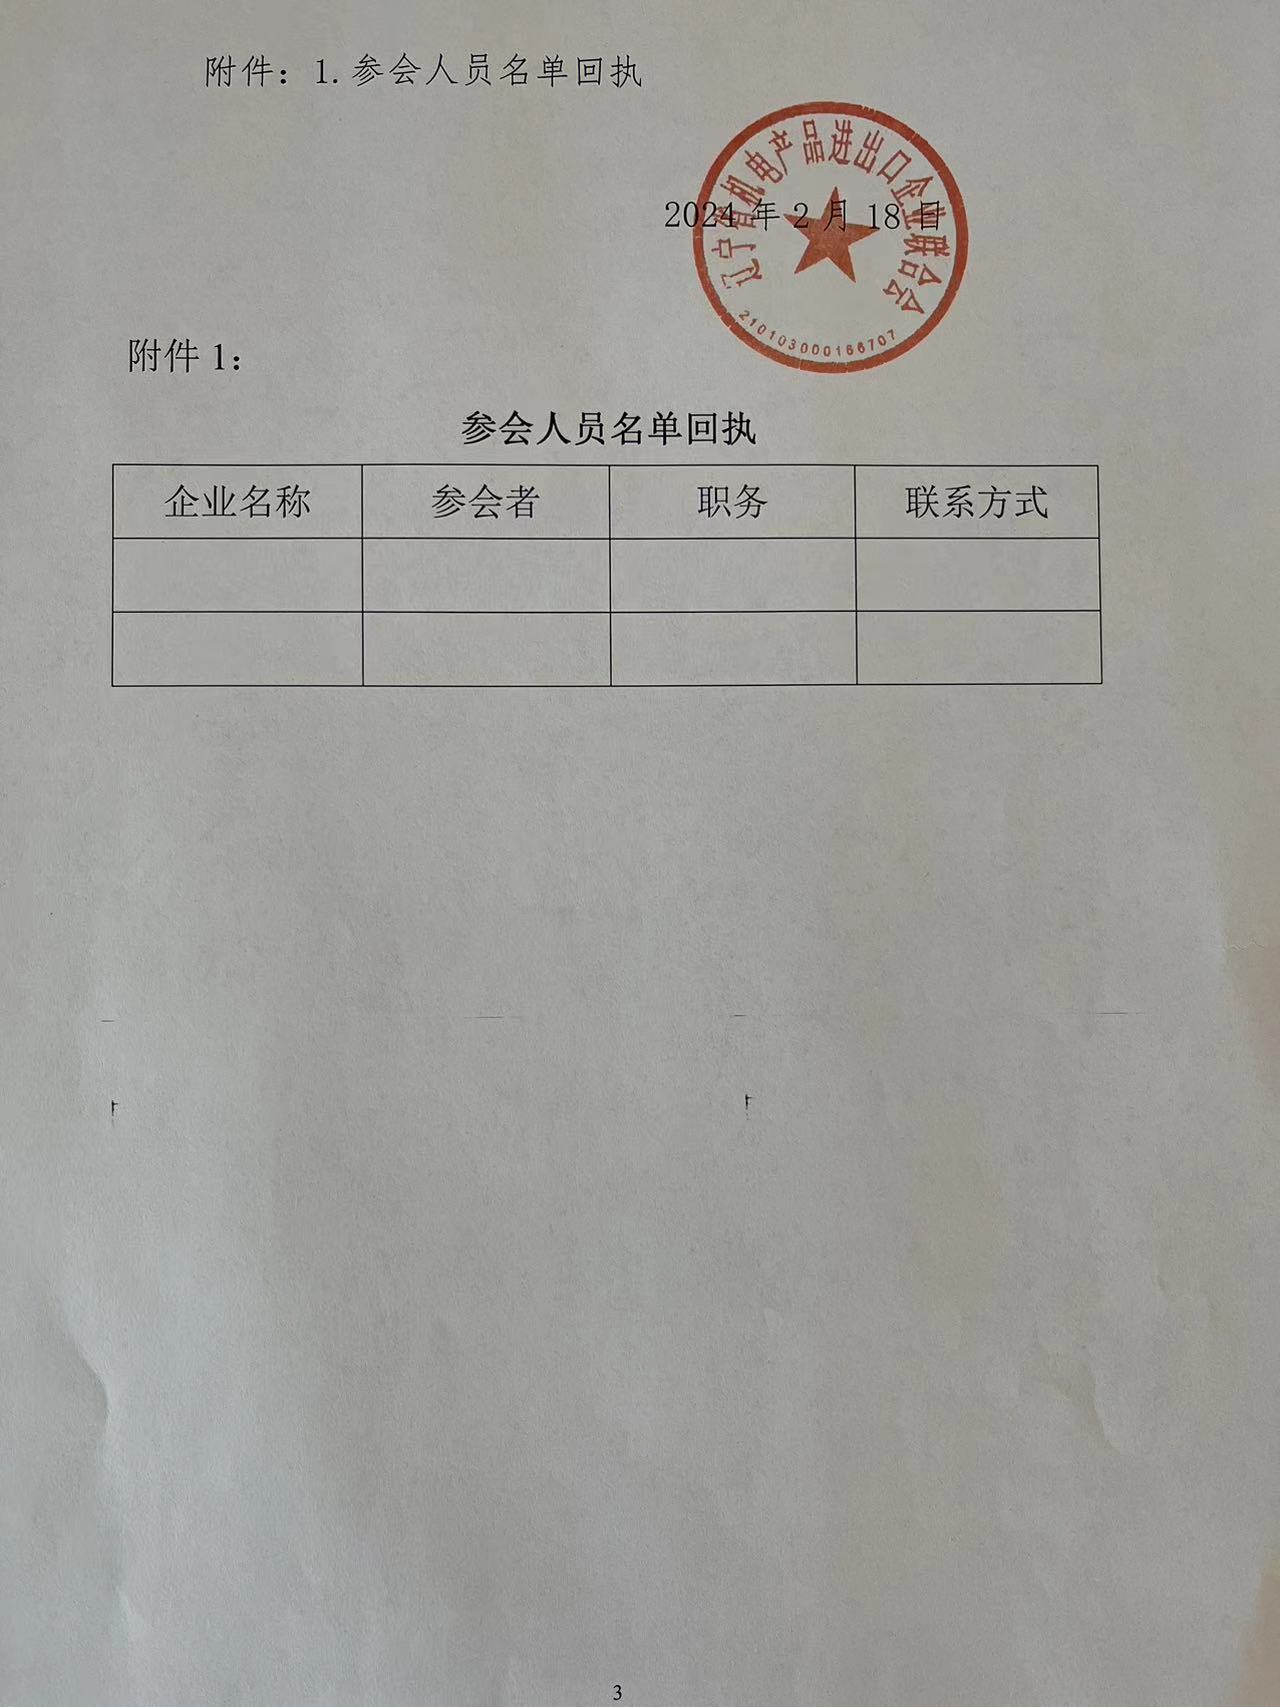 附件：1.参会人员名单回执
辽宁省机电产品进出口企业联合会
2024年2月18日
210103000166707
附件1：
参会人员名单回执
企业名称 参会者 职务 联系方式
3